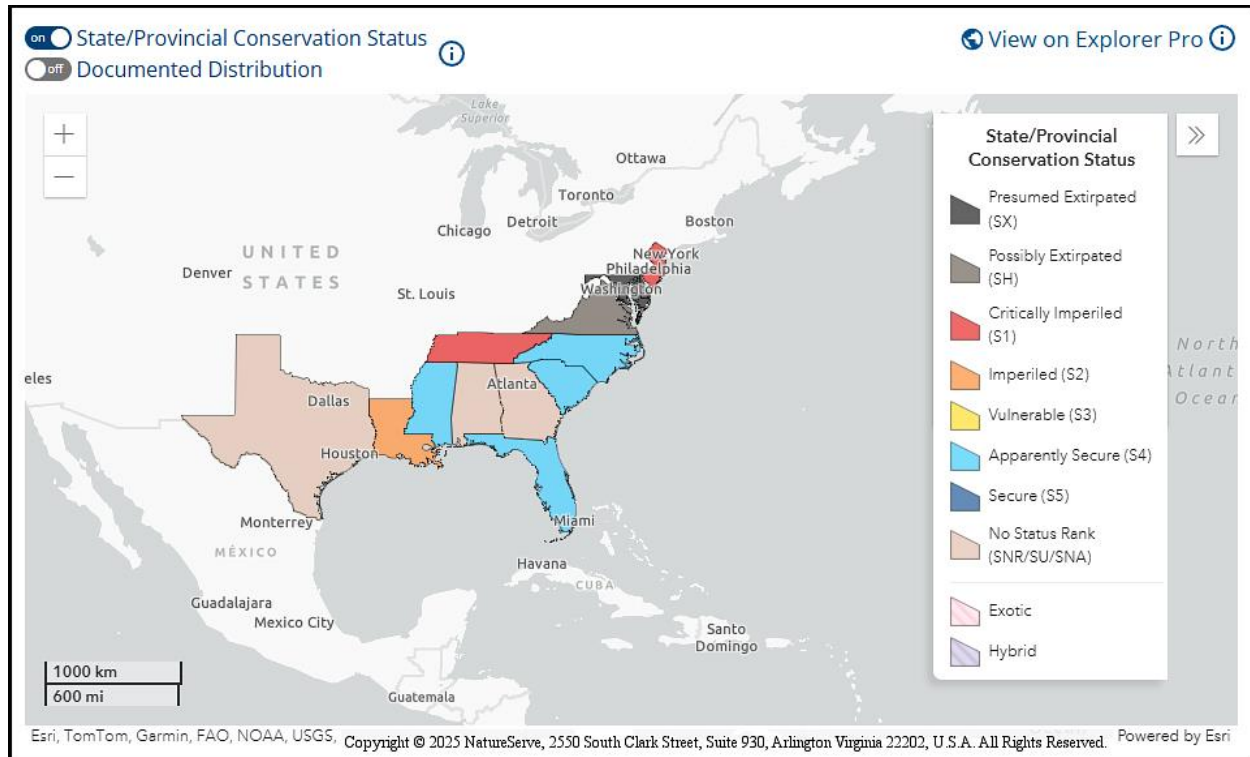 on State/Provincial Conservation Status
off Documented Distribution
View on Explorer Pro
+
−
Lake
Superior
Ottawa
Toronto
Boston
Detroit
Chicago
New York
UNITED
STATES
Philadelphia
Denver
Washington
St. Louis
eles
Atlanta
Dallas
Houston
Monterrey
Miami
MÉXICO
Havana
CUBA
Guadalajara
Mexico City
Santo
Domingo
Guatemala
North
Atlant
Ocean
1000 km
600 mi
State/Provincial
Conservation Status
Presumed Extirpated
(SX)
Possibly Extirpated
(SH)
Critically Imperiled
(S1)
Imperiled (S2)
Vulnerable (S3)
Apparently Secure (S4)
Secure (S5)
No Status Rank
(SNR/SU/SNA)
Exotic
Hybrid
Esri, TomTom, Garmin, FAO, NOAA, USGS, Copyright © 2025 NatureServe, 2550 South Clark Street, Suite 930, Arlington Virginia 22202, U.S.A. All Rights Reserved. Powered by Esri